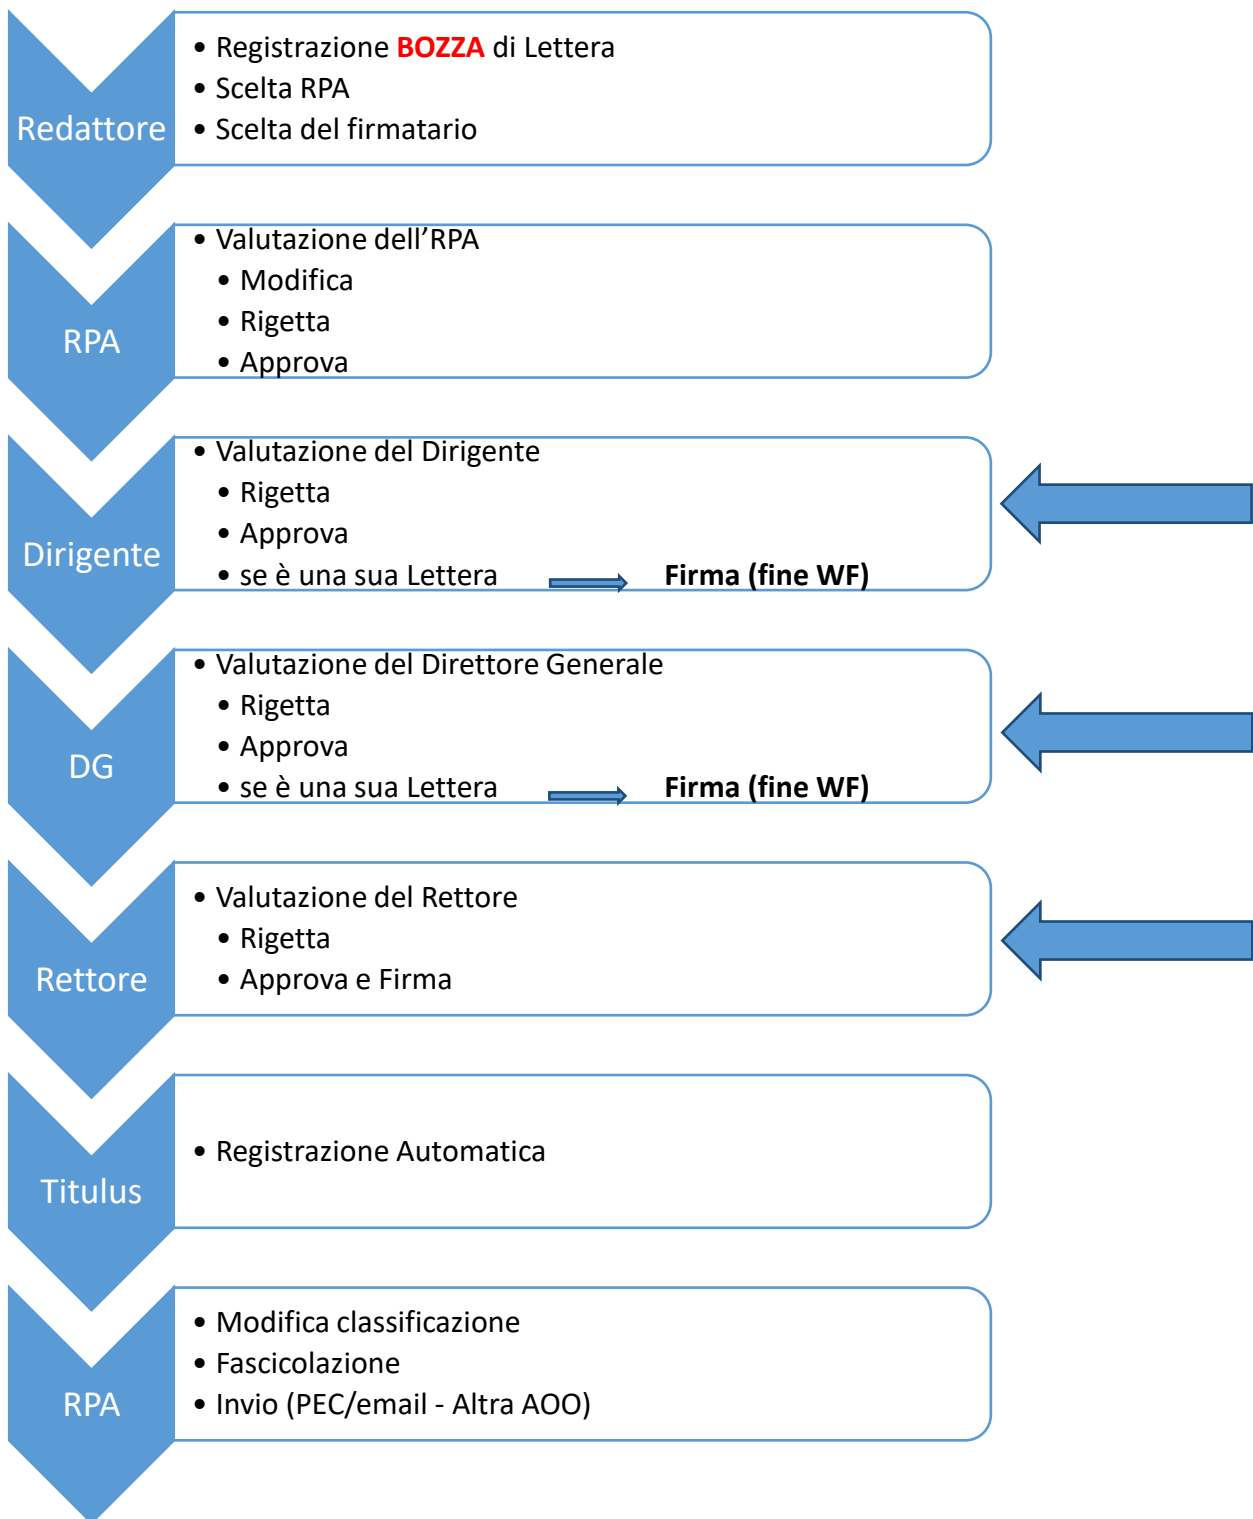 Redattore
• Registrazione BOZZA di Lettera
• Scelta RPA
• Scelta del firmatario
RPA
• Valutazione dell’RPA
• Modifica
• Rigetta
• Approva
Dirigente
• Valutazione del Dirigente
• Rigetta
• Approva
• se è una sua Lettera Firma (fine WF)
DG
• Valutazione del Direttore Generale
• Rigetta
• Approva
• se è una sua Lettera Firma (fine WF)
Rettore
• Valutazione del Rettore
• Rigetta
• Approva e Firma
Titulus
• Registrazione Automatica
RPA
• Modifica classificazione
• Fascicolazione
• Invio (PEC/email - Altra AOO)